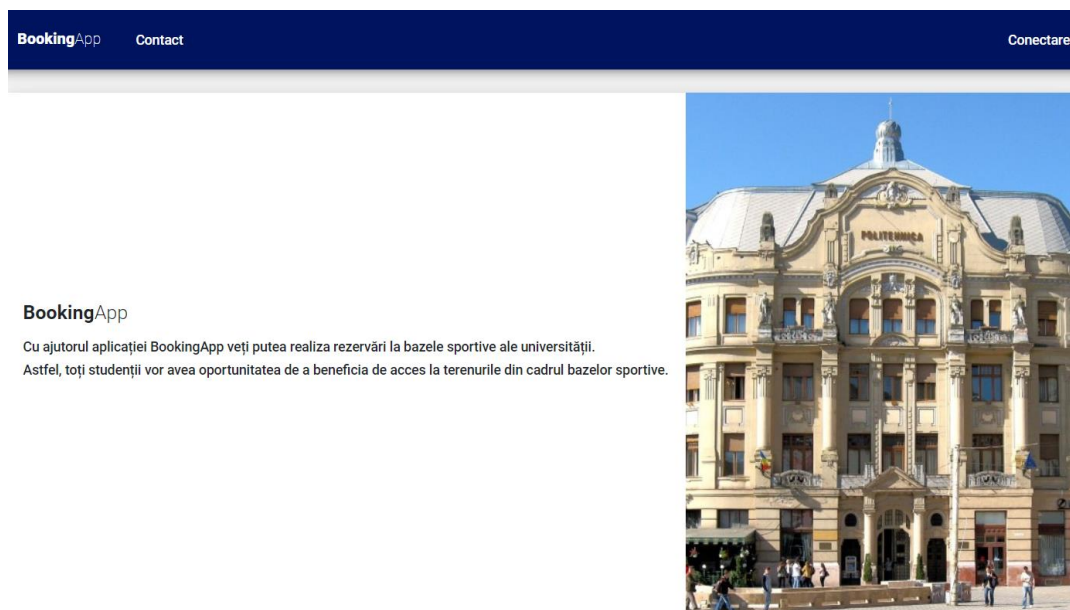 BookingApp Contact Conectare
POLITEHNICA
BookingApp
Cu ajutorul aplicației BookingApp veți putea realiza rezervări la bazele sportive ale universității.
Astfel, toți studenții vor avea oportunitatea de a beneficia de acces la terenurile din cadrul bazelor sportive.